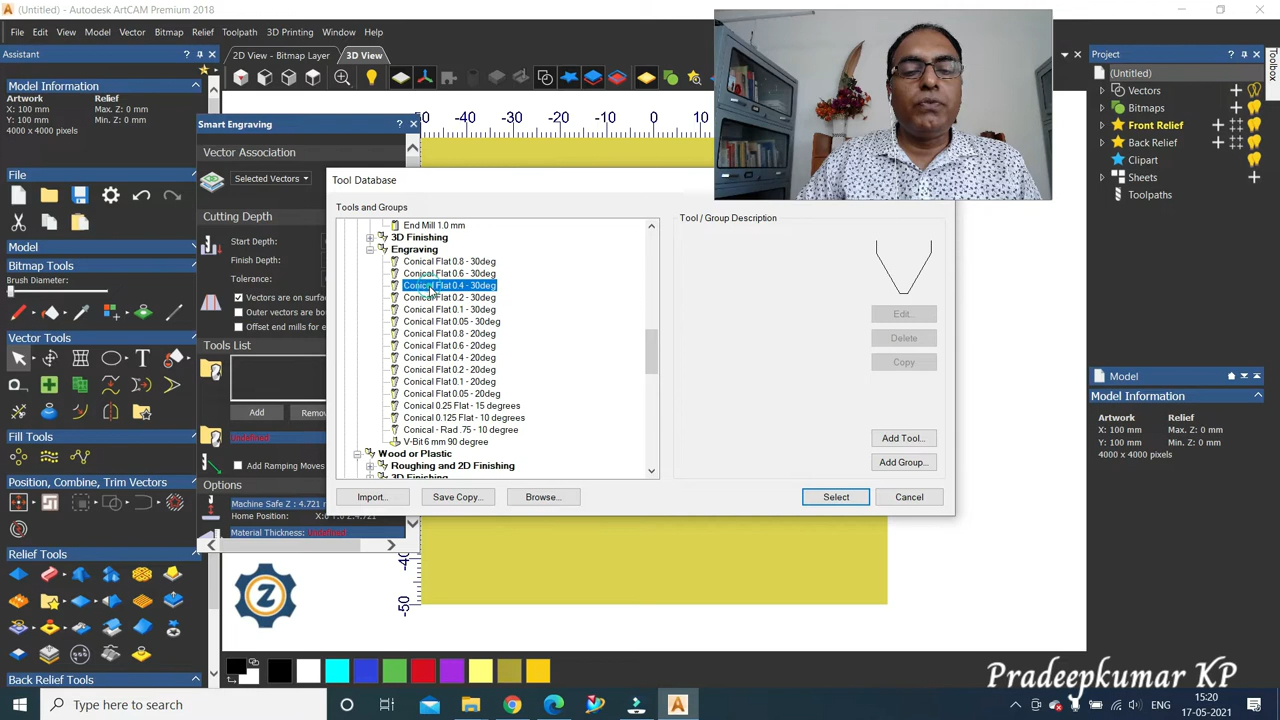 (Untitled) - Autodesk ArtCAM Premium 2018
File Edit Model Vector Bitmap Relief Toolpath 3D Printing Window Help
Assistant
2D View - Bitmap Layer
3D View
Project
Toolbox
Model Information
Artwork
Relief
X: 100 mm
Max. Z: 0 mm
Y: 100 mm
Min. Z: 0 mm
4000 x 4000 pixels
File
Model
Bitmap Tools
Brush Diameter:
Vector Tools
Fill Tools
Position, Combine, Trim Vectors
Relief Tools
Back Relief Tools
Smart Engraving
Vector Association
Selected Vectors
Cutting Depth
Start Depth:
Finish Depth:
Tolerance:
Vectors are on surfa
Outer vectors are bo
Offset end mills for e
Tools List
Add
Remov
Undefined
Add Ramping Moves
Options
Machine Safe Z : 4.721
Home Position: X:0 Y:0 Z:4.721
Material Thickness: Undefined
50 -40 -30 -20 -10 0 10
-40
-50
Tool Database
Tools and Groups
End Mill 1.0 mm
3D Finishing
Engraving
Conical Flat 0.8 - 30deg
Conical Flat 0.6 - 30deg
Conical Flat 0.4 - 30deg
Conical Flat 0.2 - 30deg
Conical Flat 0.1 - 30deg
Conical Flat 0.05 - 30deg
Conical Flat 0.8 - 20deg
Conical Flat 0.6 - 20deg
Conical Flat 0.4 - 20deg
Conical Flat 0.2 - 20deg
Conical Flat 0.1 - 20deg
Conical Flat 0.05 - 20deg
Conical 0.25 Flat - 15 degrees
Conical 0.125 Flat - 10 degrees
Conical - Rad .75 - 10 degree
V-Bit 6 mm 90 degree
Wood or Plastic
Roughing and 2D Finishing
3D Finishing
Tool / Group Description
Edit...
Delete
Copy
Add Tool...
Add Group...
Import...
Save Copy...
Browse...
Select
Cancel
(Untitled)
Vectors
Bitmaps
Front Relief
Back Relief
Clipart
Sheets
Toolpaths
Model
Model Information
Artwork
Relief
X: 100 mm
Max. Z: 0 mm
Y: 100 mm
Min. Z: 0 mm
4000 x 4000 pixels
Z
Pradeepkumar KP
Type here to search
ENG
15:20
17-05-2021